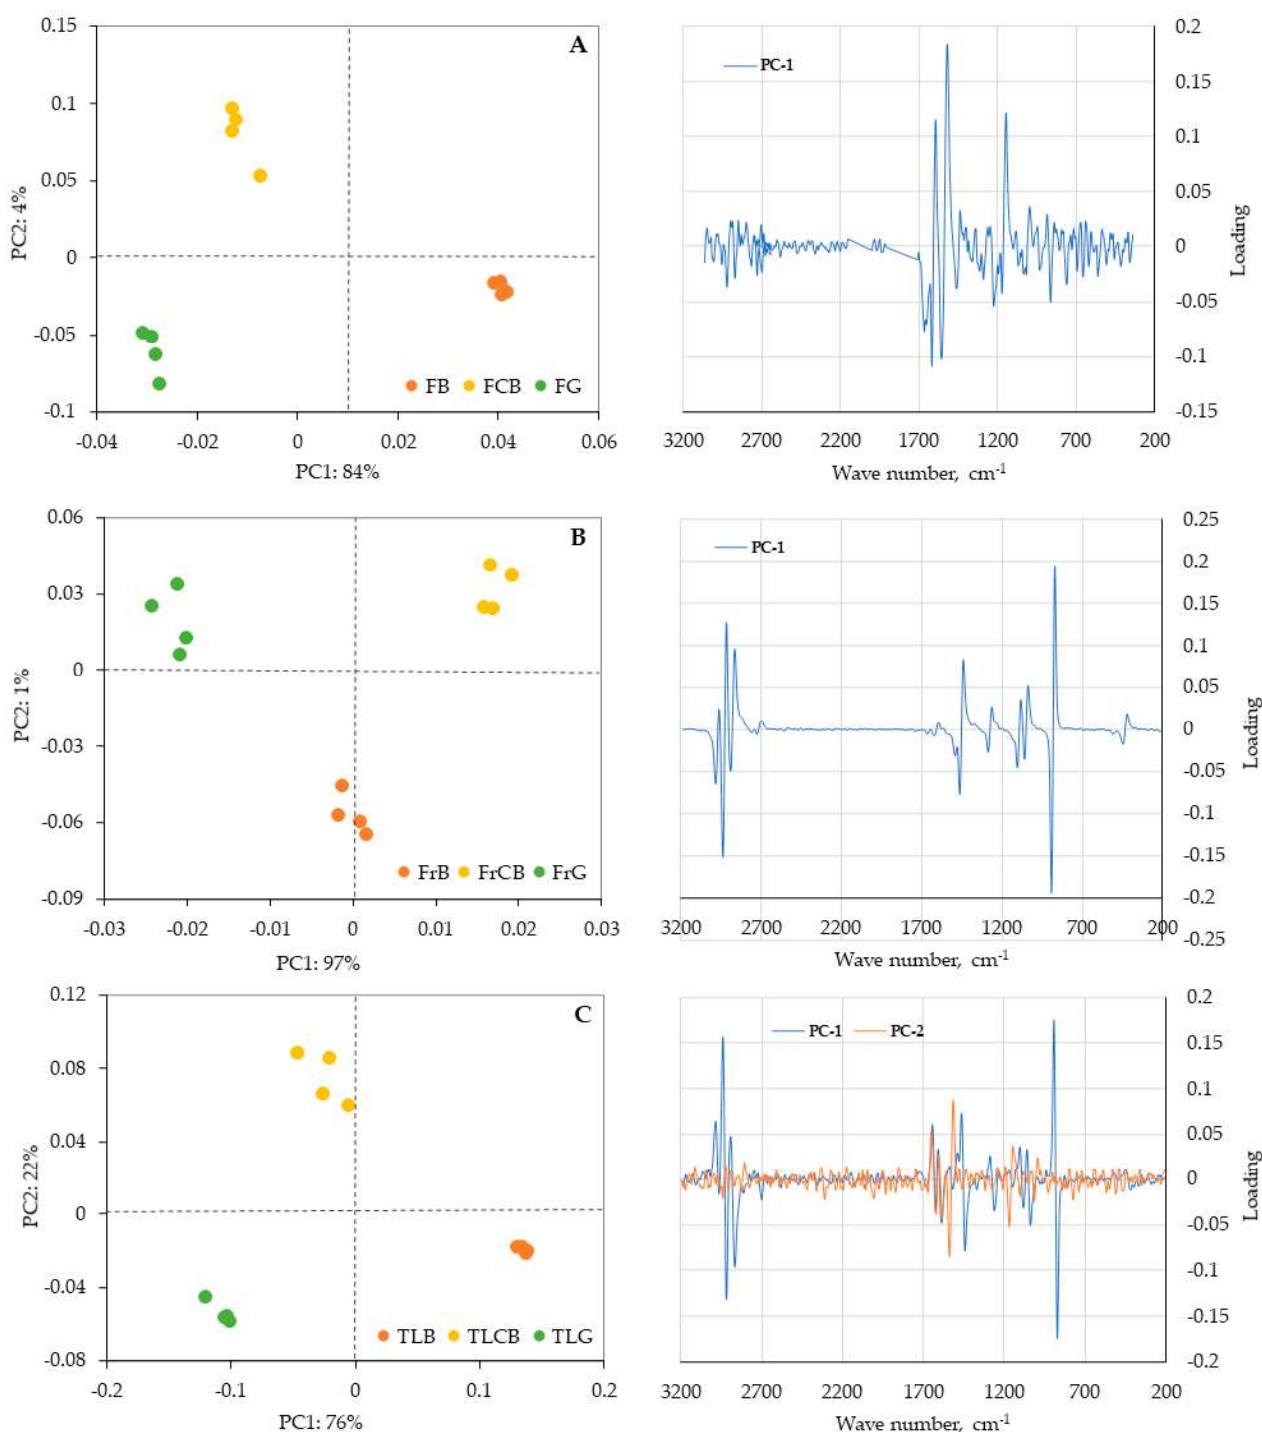 A
0.15
0.1
0.05
0
-0.05
-0.1
PC2: 4%
FB FCB FG
-0.04 -0.02 0 0.02 0.04 0.06
PC1: 84%
PC-1
0.2
0.15
0.1
0.05
0
-0.05
-0.1
-0.15
Loading
3200 2700 2200 1700 1200 700 200
Wave number, cm-1
B
0.06
0.03
0
-0.03
-0.06
-0.09
PC2: 1%
FrB FrCB FrG
-0.03 -0.02 -0.01 0 0.01 0.02 0.03
PC1: 97%
PC-1
0.25
0.2
0.15
0.1
0.05
0
-0.05
-0.1
-0.15
-0.2
-0.25
Loading
3200 2700 2200 1700 1200 700 200
Wave number, cm-1
C
0.12
0.08
0.04
0
-0.04
-0.08
PC2: 22%
TLB TLCB TLG
-0.2 -0.1 0 0.1 0.2
PC1: 76%
PC-1 PC-2
0.2
0.15
0.1
0.05
0
-0.05
-0.1
-0.15
-0.2
Loading
3200 2700 2200 1700 1200 700 200
Wave number, cm-1